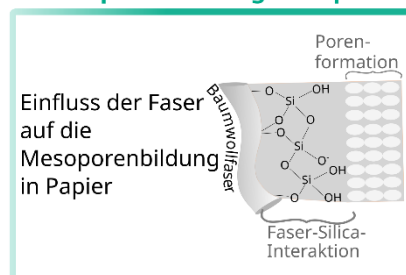 Poren-
formation
Einfluss der Faser
auf die
Mesoporenbildung
in Papier
Baumwollfaser
O
OH
Si
O
O
Si
O
O-
Si
OH
O
OH
Faser-Silica-
Interaktion